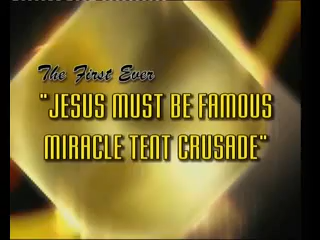 The First Ever
"JESUS MUST BE FAMOUS
MIRACLE TENT CRUSADE"